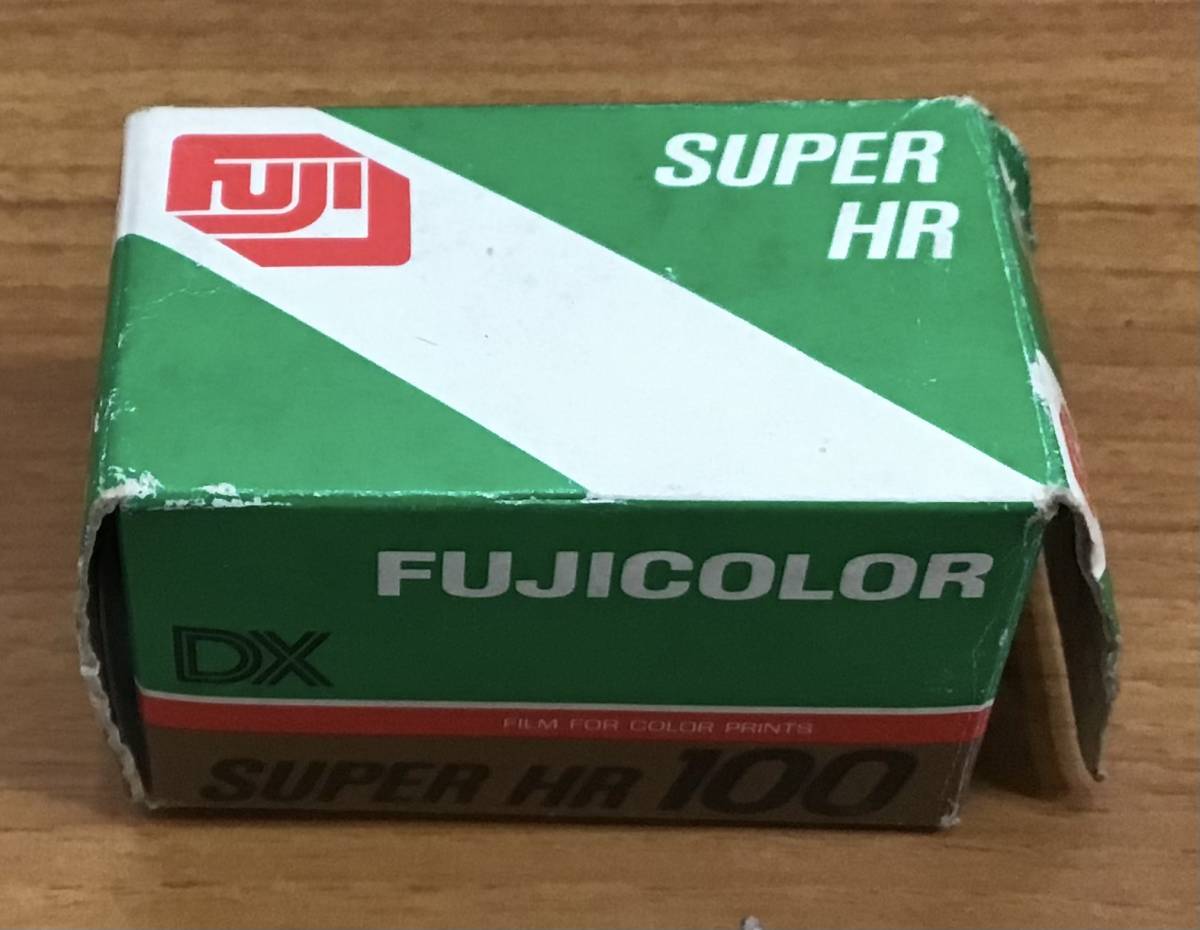 FUJI
SUPER
HR
FUJICOLOR
DX
FILM FOR COLOR PRINTS
SUPER HR 100